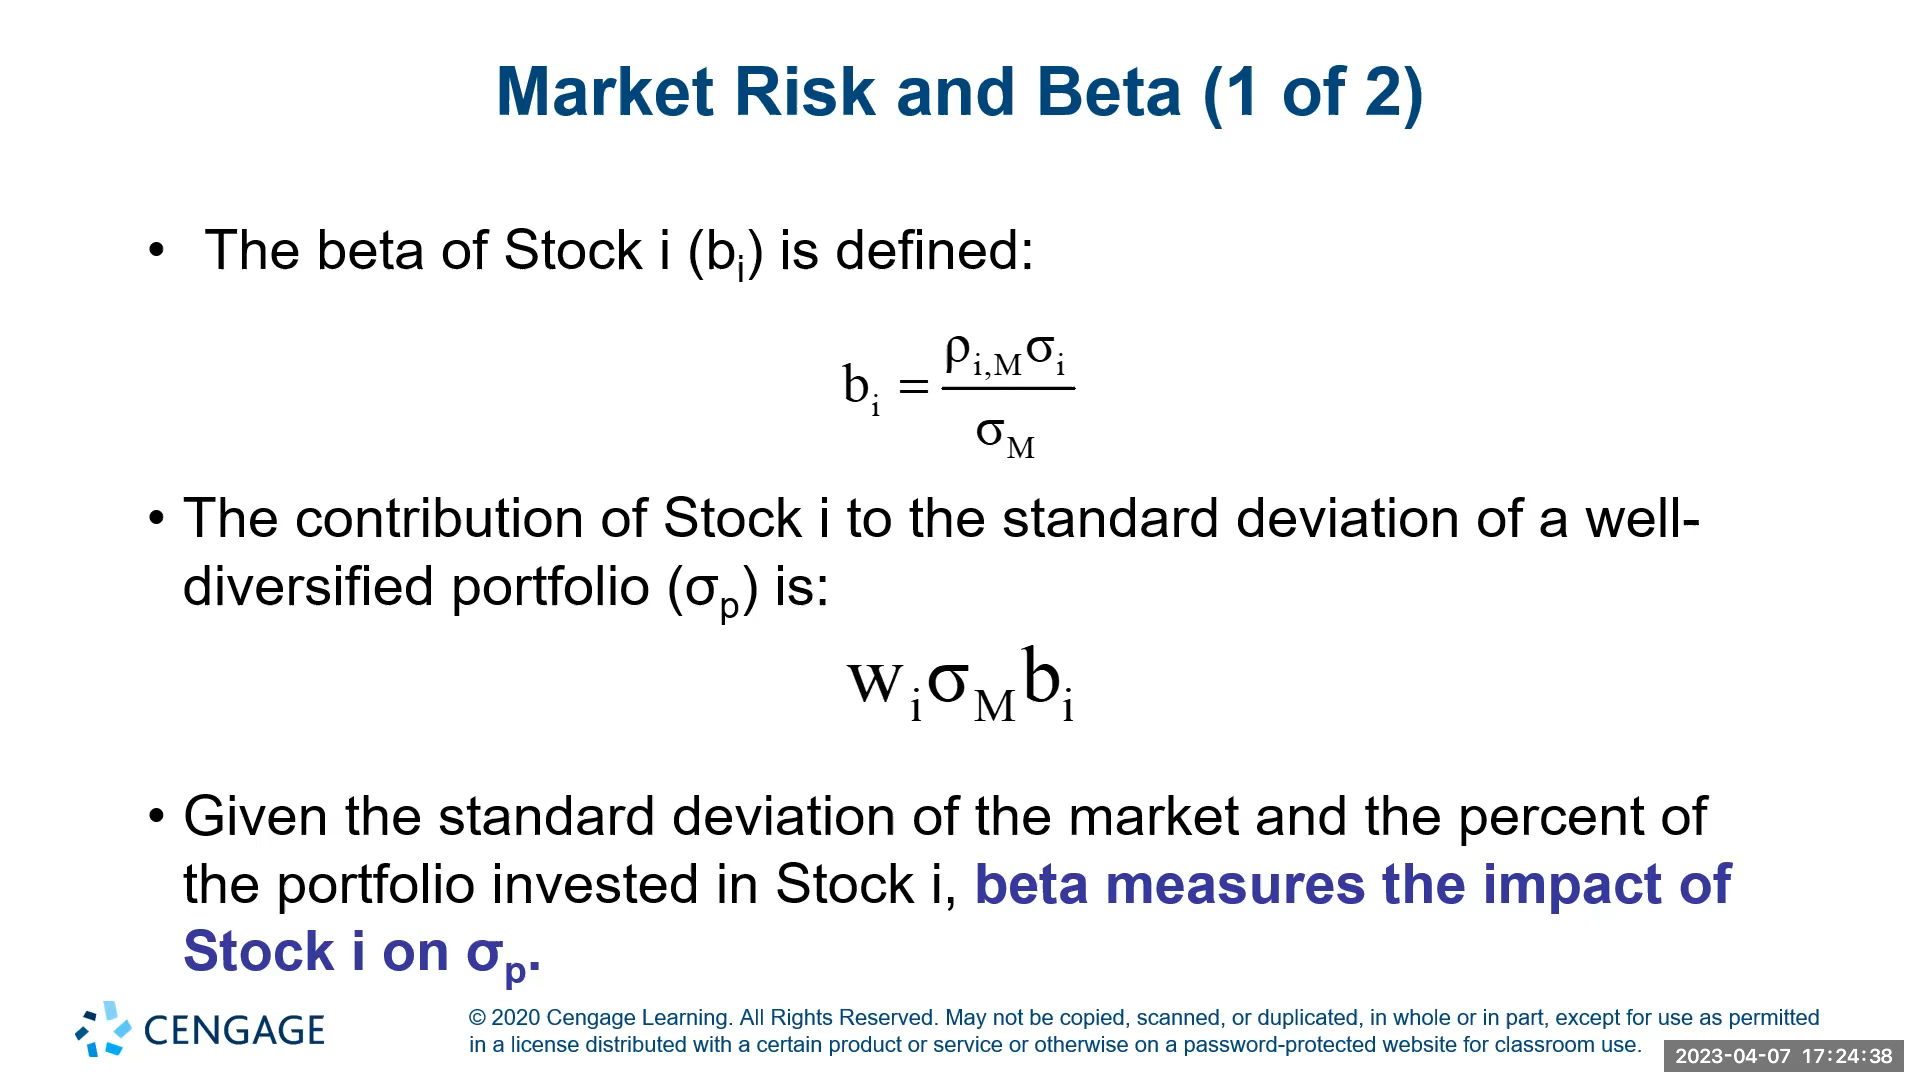 Market Risk and Beta (1 of 2)
• The beta of Stock i (bᵢ) is defined:
bᵢ = ρi,Mσi / σM
• The contribution of Stock i to the standard deviation of a well-
diversified portfolio (σp) is:
wiσMbi
• Given the standard deviation of the market and the percent of
the portfolio invested in Stock i, beta measures the impact of
Stock i on σp.
CENGAGE
© 2020 Cengage Learning. All Rights Reserved. May not be copied, scanned, or duplicated, in whole or in part, except for use as permitted
in a license distributed with a certain product or service or otherwise on a password-protected website for classroom use.
2023-04-07 17:24:38